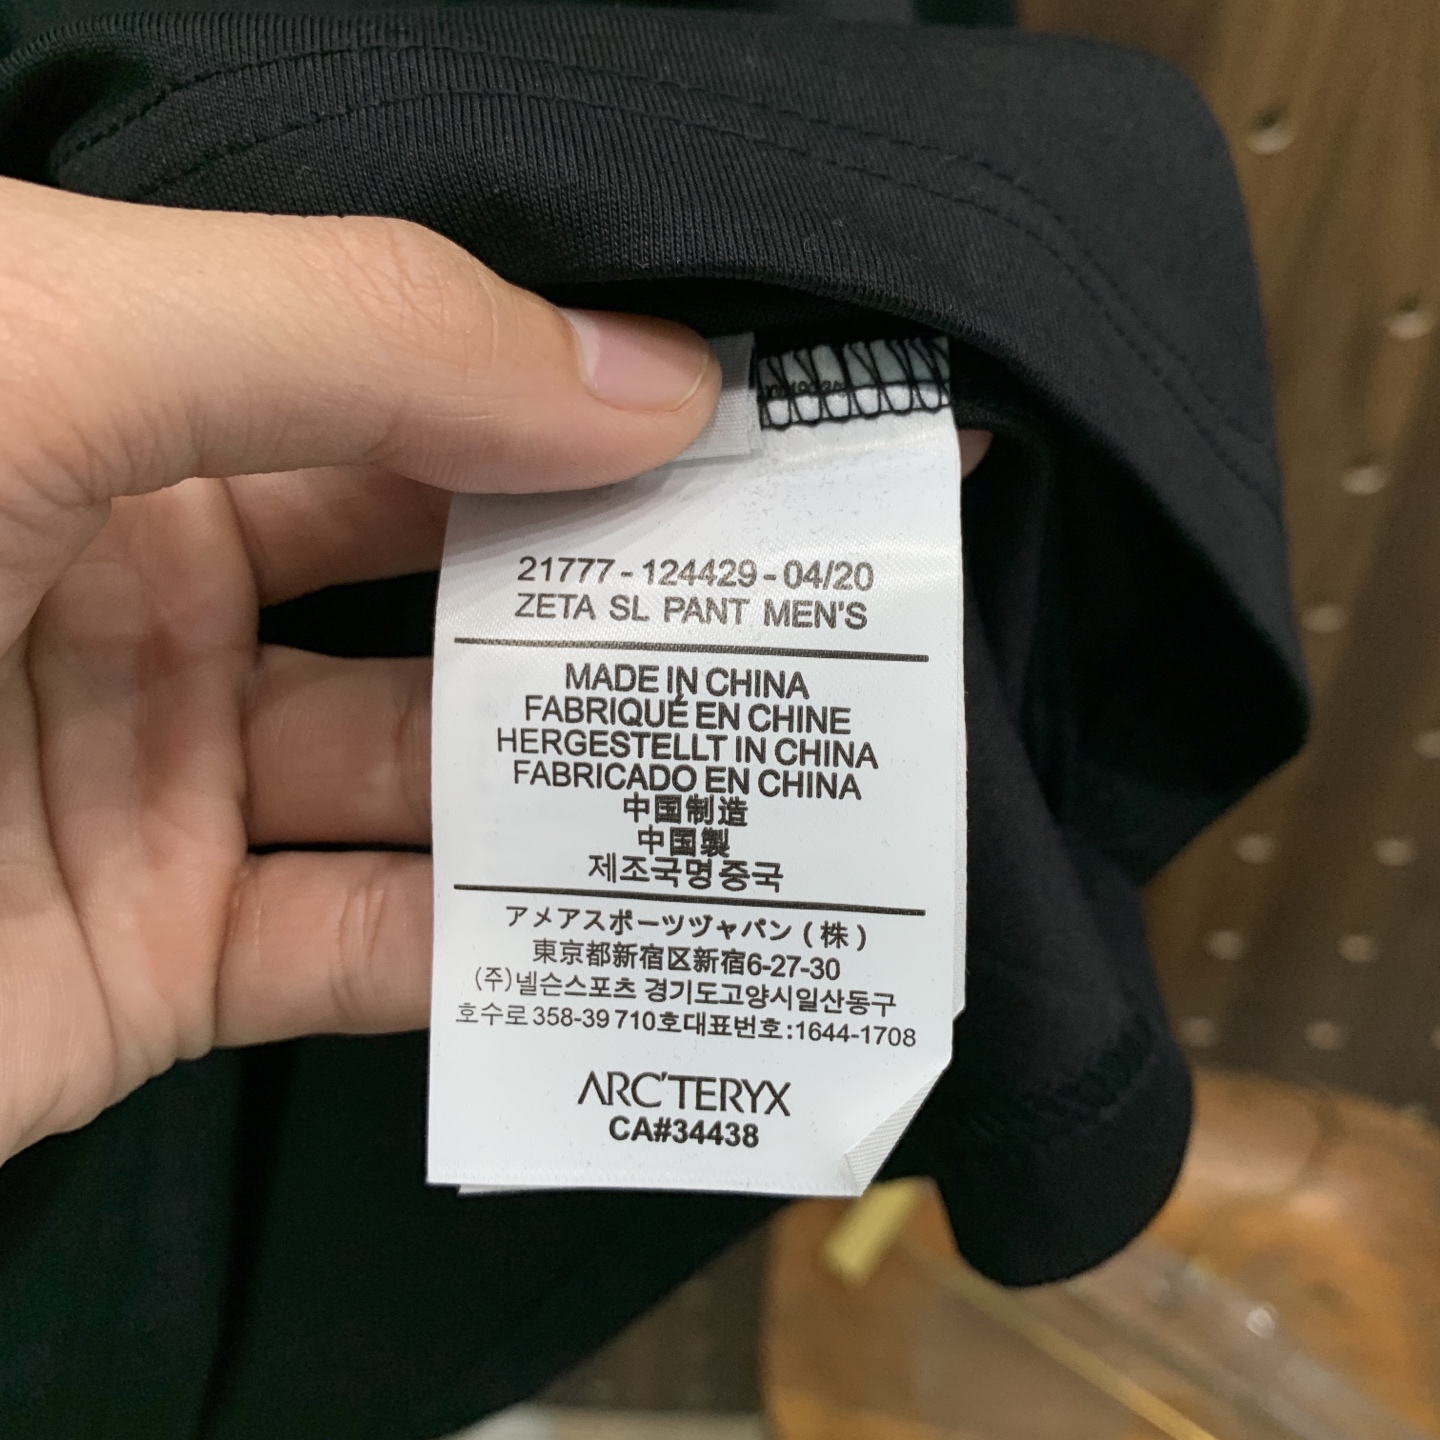 21777-124429-04/20
ZETA SL PANT MEN'S
MADE IN CHINA
FABRIQUÉ EN CHINE
HERGESTELLT IN CHINA
FABRICADO EN CHINA
中国制造
中国製
제조국명중국
アメアスポーツヅャパン(株)
東京都新宿区新宿6-27-30
(주)넬슨스포츠 경기도고양시일산동구
호수로358-39 710호대표번호:1644-1708
ARC'TERYX
CA#34438